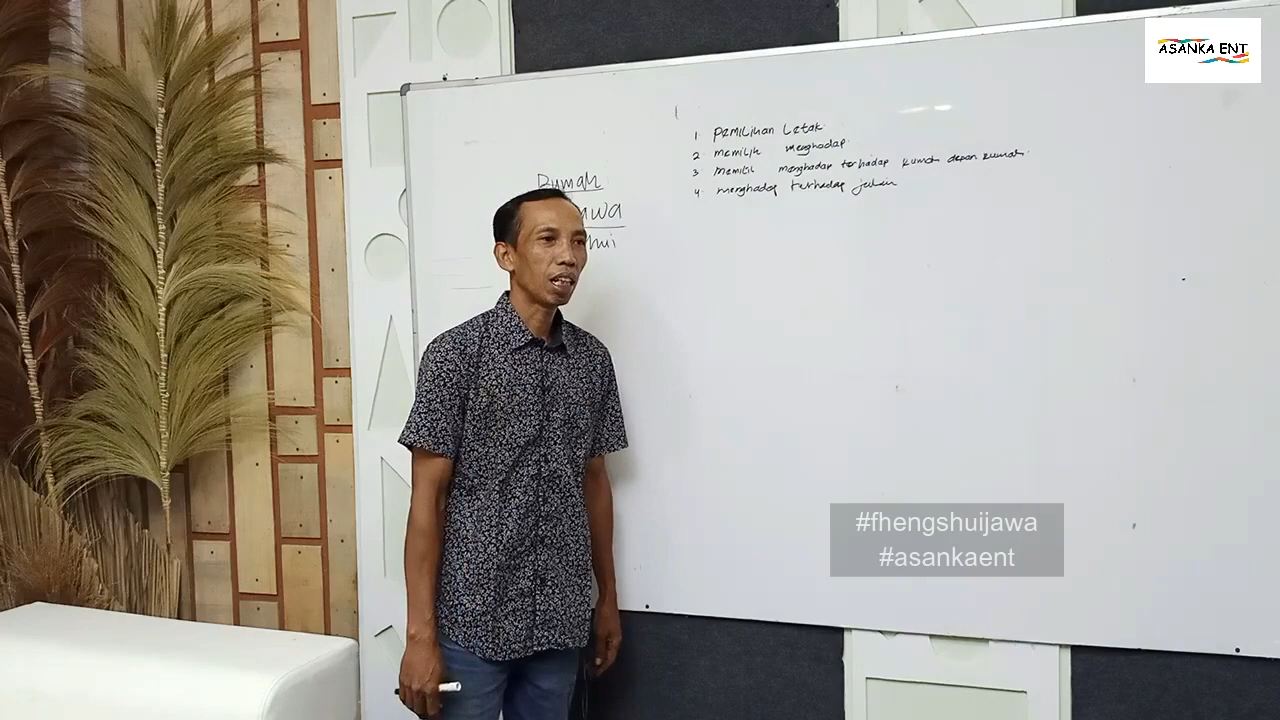 ASANKA ENT
1. Pemilihan Letak
2. memilih menghadap
3. memilih menghadap terhadap rumah depan rumah
4. menghadap terhadap jalan
Rumah
#fhengshuijawa
#asankaent